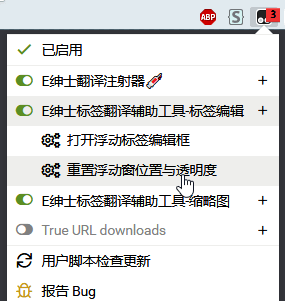 ABP
S
3
已启用
E绅士翻译注射器🚀
+
E绅士标签翻译辅助工具-标签编辑
+
打开浮动标签编辑框
重置浮动窗位置与透明度
E绅士标签翻译辅助工具-缩略图
+
True URL downloads
+
用户脚本检查更新
报告 Bug